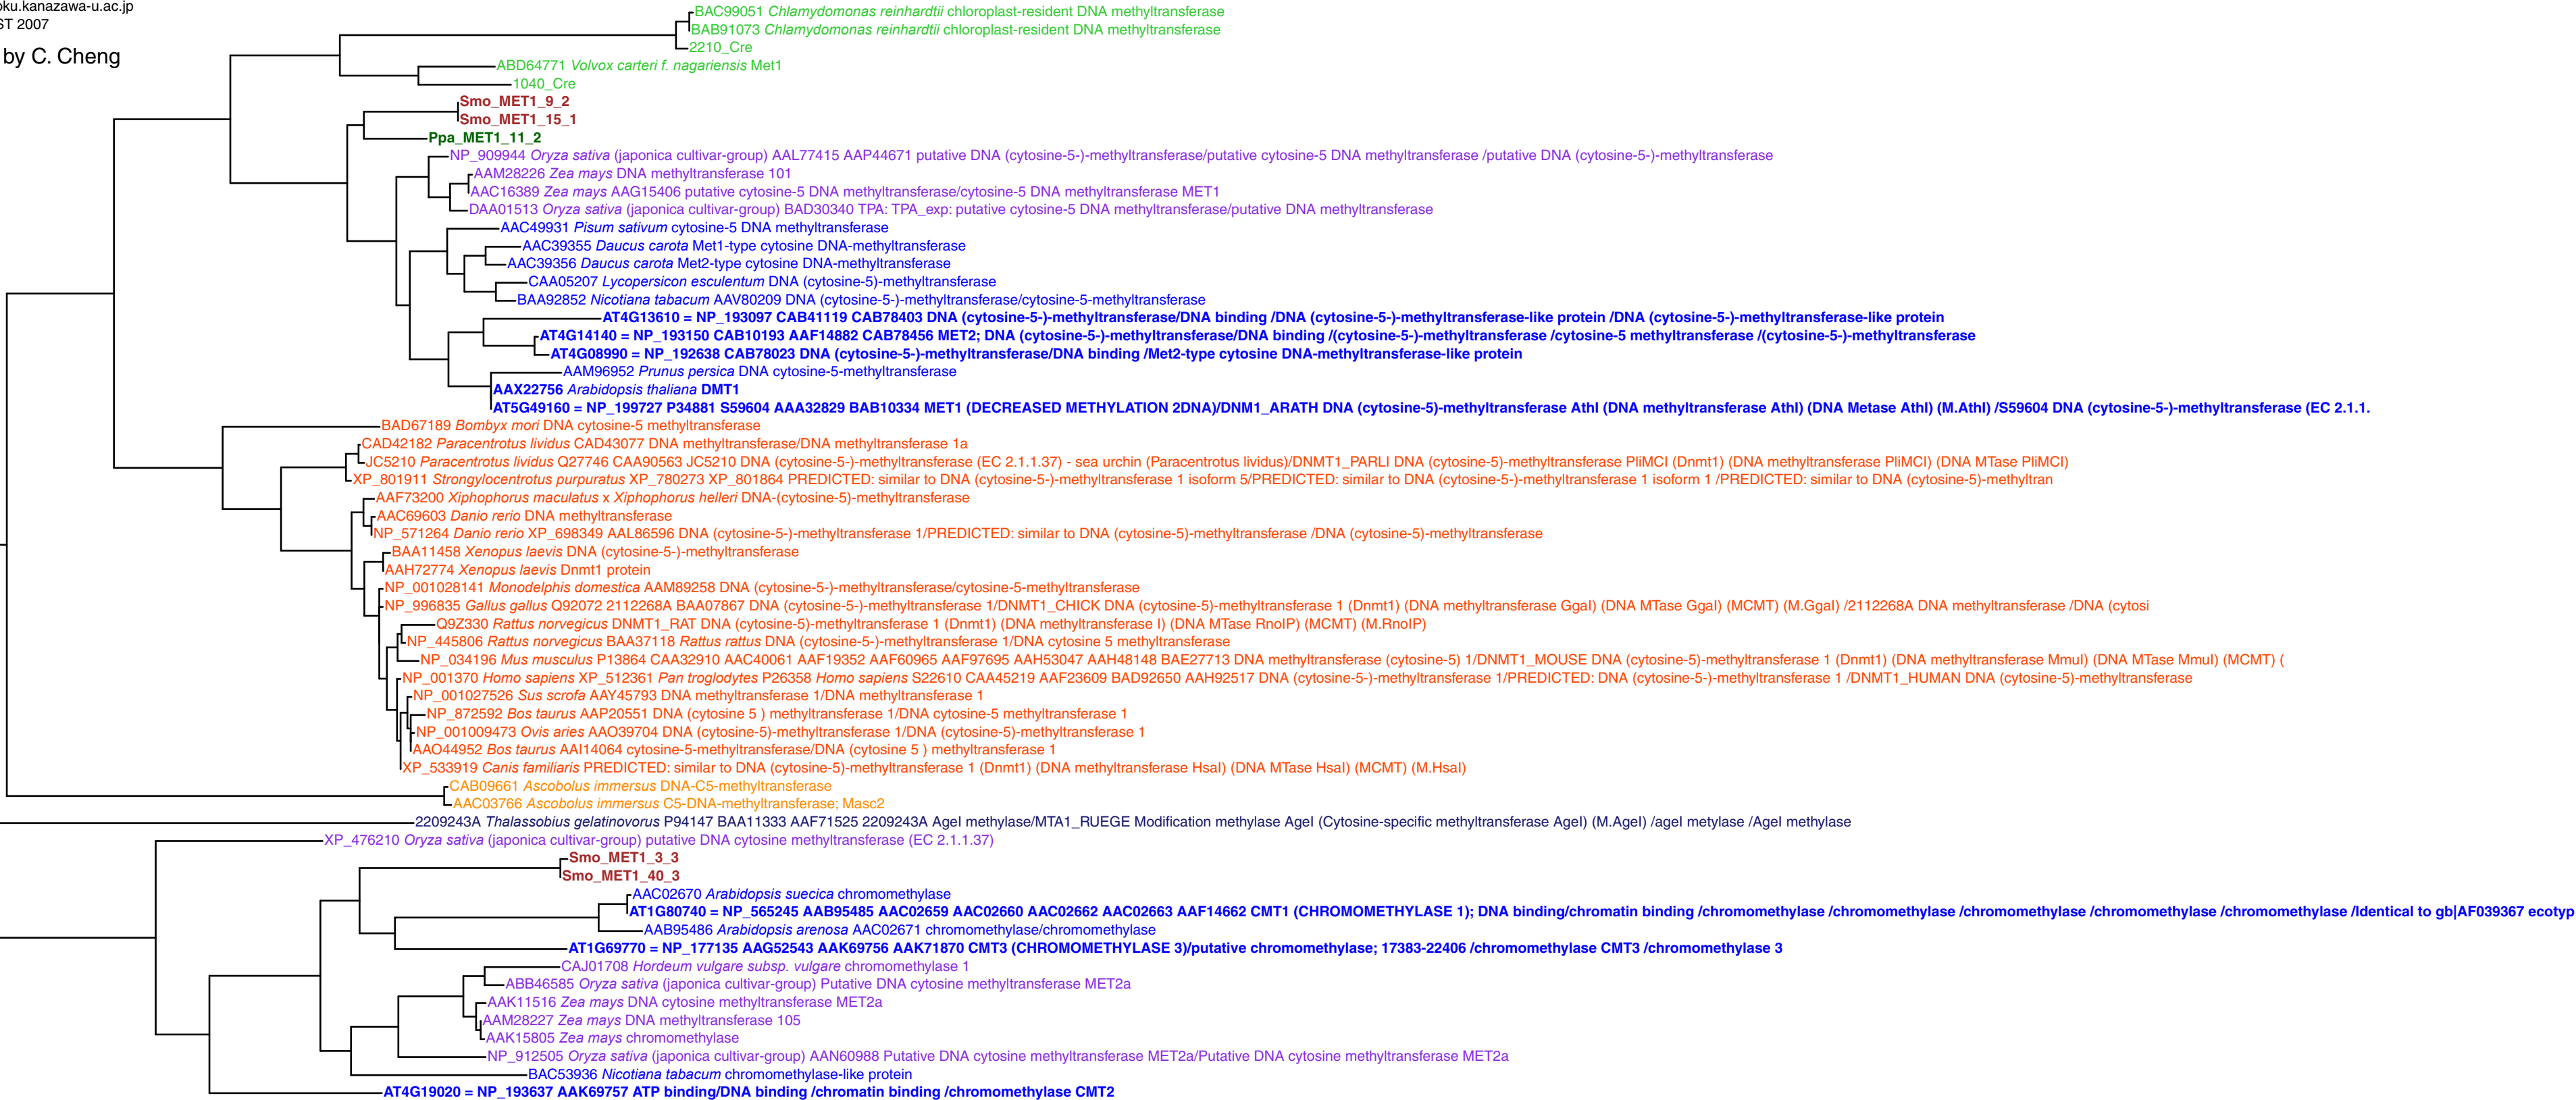 oku.kanazawa-u.ac.jp
ST 2007
by C. Cheng
BAC99051 Chlamydomonas reinhardtii chloroplast-resident DNA methyltransferase
BAB91073 Chlamydomonas reinhardtii chloroplast-resident DNA methyltransferase
2210_Cre
ABD64771 Volvox carteri f. nagariensis Met1
1040_Cre
Smo_MET1_9_2
Smo_MET1_15_1
Ppa_MET1_11_2
NP_909944 Oryza sativa (japonica cultivar-group) AAL77415 AAP44671 putative DNA (cytosine-5-)-methyltransferase/putative cytosine-5 DNA methyltransferase /putative DNA (cytosine-5-)-methyltransferase
AAM28226 Zea mays DNA methyltransferase 101
AAC16389 Zea mays AAG15406 putative cytosine-5 DNA methyltransferase/cytosine-5 DNA methyltransferase MET1
DAA01513 Oryza sativa (japonica cultivar-group) BAD30340 TPA: TPA_exp: putative cytosine-5 DNA methyltransferase/putative DNA methyltransferase
AAC49931 Pisum sativum cytosine-5 DNA methyltransferase
AAC39355 Daucus carota Met1-type cytosine DNA-methyltransferase
AAC39356 Daucus carota Met2-type cytosine DNA-methyltransferase
CAA05207 Lycopersicon esculentum DNA (cytosine-5)-methyltransferase
BAA92852 Nicotiana tabacum AAV80209 DNA (cytosine-5-)-methyltransferase/cytosine-5-methyltransferase
AT4G13610 = NP_193097 CAB41119 CAB78403 DNA (cytosine-5-)-methyltransferase/DNA binding /DNA (cytosine-5-)-methyltransferase-like protein /DNA (cytosine-5-)-methyltransferase-like protein
AT4G14140 = NP_193150 CAB10193 AAF14882 CAB78456 MET2; DNA (cytosine-5-)-methyltransferase/DNA binding /(cytosine-5-)-methyltransferase /cytosine-5 methyltransferase /(cytosine-5-)-methyltransferase
AT4G08990 = NP_192638 CAB78023 DNA (cytosine-5-)-methyltransferase/DNA binding /Met2-type cytosine DNA-methyltransferase-like protein
AAM96952 Prunus persica DNA cytosine-5-methyltransferase
AAX22756 Arabidopsis thaliana DMT1
AT5G49160 = NP_199727 P34881 S59604 AAA32829 BAB10334 MET1 (DECREASED METHYLATION 2DNA)/DNM1_ARATH DNA (cytosine-5)-methyltransferase AthI (DNA methyltransferase AthI) (DNA Metase AthI) (M.AthI) /S59604 DNA (cytosine-5-)-methyltransferase (EC 2.1.1.
BAD67189 Bombyx mori DNA cytosine-5 methyltransferase
CAD42182 Paracentrotus lividus CAD43077 DNA methyltransferase/DNA methyltransferase 1a
JC5210 Paracentrotus lividus Q27746 CAA90563 JC5210 DNA (cytosine-5-)-methyltransferase (EC 2.1.1.37) - sea urchin (Paracentrotus lividus)/DNMT1_PARLI DNA (cytosine-5)-methyltransferase PliMCI (Dnmt1) (DNA methyltransferase PliMCI) (DNA MTase PliMCI)
XP_801911 Strongylocentrotus purpuratus XP_780273 XP_801864 PREDICTED: similar to DNA (cytosine-5-)-methyltransferase 1 isoform 5/PREDICTED: similar to DNA (cytosine-5-)-methyltransferase 1 isoform 1 /PREDICTED: similar to DNA (cytosine-5)-methyltran
AAF73200 Xiphophorus maculatus x Xiphophorus helleri DNA-(cytosine-5)-methyltransferase
AAC69603 Danio rerio DNA methyltransferase
NP_571264 Danio rerio XP_698349 AAL86596 DNA (cytosine-5-)-methyltransferase 1/PREDICTED: similar to DNA (cytosine-5)-methyltransferase /DNA (cytosine-5)-methyltransferase
BAA11458 Xenopus laevis DNA (cytosine-5-)-methyltransferase
AAH72774 Xenopus laevis Dnmt1 protein
NP_001028141 Monodelphis domestica AAM89258 DNA (cytosine-5-)-methyltransferase/cytosine-5-methyltransferase
NP_996835 Gallus gallus Q92072 2112268A BAA07867 DNA (cytosine-5-)-methyltransferase 1/DNMT1_CHICK DNA (cytosine-5)-methyltransferase 1 (Dnmt1) (DNA methyltransferase GgaI) (DNA MTase GgaI) (MCMT) (M.GgaI) /2112268A DNA methyltransferase /DNA (cytosi
Q9Z330 Rattus norvegicus DNMT1_RAT DNA (cytosine-5)-methyltransferase 1 (Dnmt1) (DNA methyltransferase I) (DNA MTase RnoIP) (MCMT) (M.RnoIP)
NP_445806 Rattus norvegicus BAA37118 Rattus rattus DNA (cytosine-5-)-methyltransferase 1/DNA cytosine 5 methyltransferase
NP_034196 Mus musculus P13864 CAA32910 AAC40061 AAF19352 AAF60965 AAF97695 AAH53047 AAH48148 BAE27713 DNA methyltransferase (cytosine-5) 1/DNMT1_MOUSE DNA (cytosine-5)-methyltransferase 1 (Dnmt1) (DNA methyltransferase MmuI) (DNA MTase MmuI) (MCMT) (
NP_001370 Homo sapiens XP_512361 Pan troglodytes P26358 Homo sapiens S22610 CAA45219 AAF23609 BAD92650 AAH92517 DNA (cytosine-5-)-methyltransferase 1/PREDICTED: DNA (cytosine-5-)-methyltransferase 1 /DNMT1_HUMAN DNA (cytosine-5)-methyltransferase
NP_001027526 Sus scrofa AAY45793 DNA methyltransferase 1/DNA methyltransferase 1
NP_872592 Bos taurus AAP20551 DNA (cytosine 5 ) methyltransferase 1/DNA cytosine-5 methyltransferase 1
NP_001009473 Ovis aries AAO39704 DNA (cytosine-5)-methyltransferase 1/DNA (cytosine-5)-methyltransferase 1
AAO44952 Bos taurus AAI14064 cytosine-5-methyltransferase/DNA (cytosine 5 ) methyltransferase 1
XP_533919 Canis familiaris PREDICTED: similar to DNA (cytosine-5)-methyltransferase 1 (Dnmt1) (DNA methyltransferase HsaI) (DNA MTase HsaI) (MCMT) (M.HsaI)
CAB09661 Ascobolus immersus DNA-C5-methyltransferase
AAC03766 Ascobolus immersus C5-DNA-methyltransferase; Masc2
2209243A Thalassobius gelatinovorus P94147 BAA11333 AAF71525 2209243A AgeI methylase/MTA1_RUEGE Modification methylase AgeI (Cytosine-specific methyltransferase AgeI) (M.AgeI) /ageI metylase /AgeI methylase
XP_476210 Oryza sativa (japonica cultivar-group) putative DNA cytosine methyltransferase (EC 2.1.1.37)
Smo_MET1_3_3
Smo_MET1_40_3
AAC02670 Arabidopsis suecica chromomethylase
AT1G80740 = NP_565245 AAB95485 AAC02659 AAC02660 AAC02662 AAC02663 AAF14662 CMT1 (CHROMOMETHYLASE 1); DNA binding/chromatin binding /chromomethylase /chromomethylase /chromomethylase /chromomethylase /chromomethylase /Identical to gb|AF039367 ecotyp
AAB95486 Arabidopsis arenosa AAC02671 chromomethylase/chromomethylase
AT1G69770 = NP_177135 AAG52543 AAK69756 AAK71870 CMT3 (CHROMOMETHYLASE 3)/putative chromomethylase; 17383-22406 /chromomethylase CMT3 /chromomethylase 3
CAJ01708 Hordeum vulgare subsp. vulgare chromomethylase 1
ABB46585 Oryza sativa (japonica cultivar-group) Putative DNA cytosine methyltransferase MET2a
AAK11516 Zea mays DNA cytosine methyltransferase MET2a
AAM28227 Zea mays DNA methyltransferase 105
AAK15805 Zea mays chromomethylase
NP_912505 Oryza sativa (japonica cultivar-group) AAN60988 Putative DNA cytosine methyltransferase MET2a/Putative DNA cytosine methyltransferase MET2a
BAC53936 Nicotiana tabacum chromomethylase-like protein
AT4G19020 = NP_193637 AAK69757 ATP binding/DNA binding /chromatin binding /chromomethylase CMT2